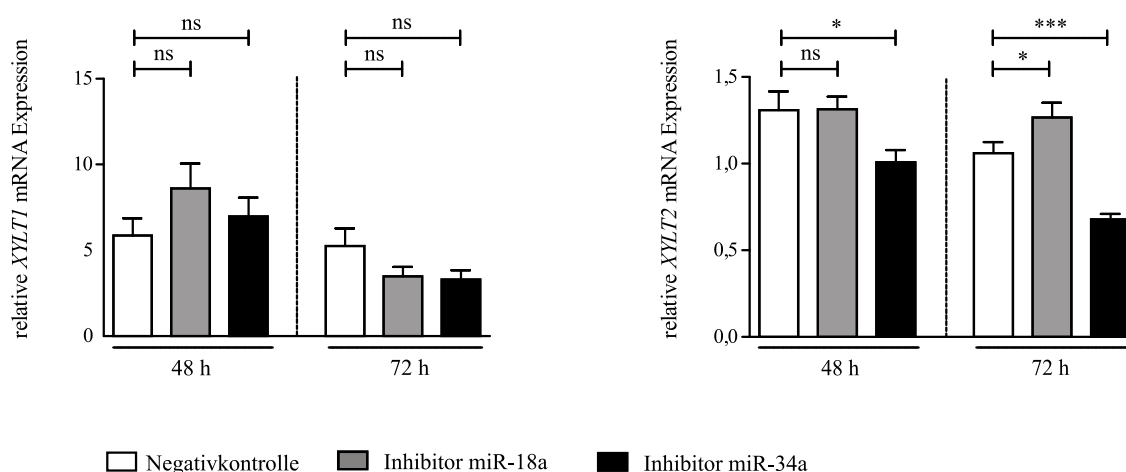 ns
ns
ns
ns
relative XYLT1 mRNA Expression
15
10
5
0
48 h
72 h
*
ns
***
*
relative XYLT2 mRNA Expression
1,5
1,0
0,5
0,0
48 h
72 h
Negativkontrolle
Inhibitor miR-18a
Inhibitor miR-34a